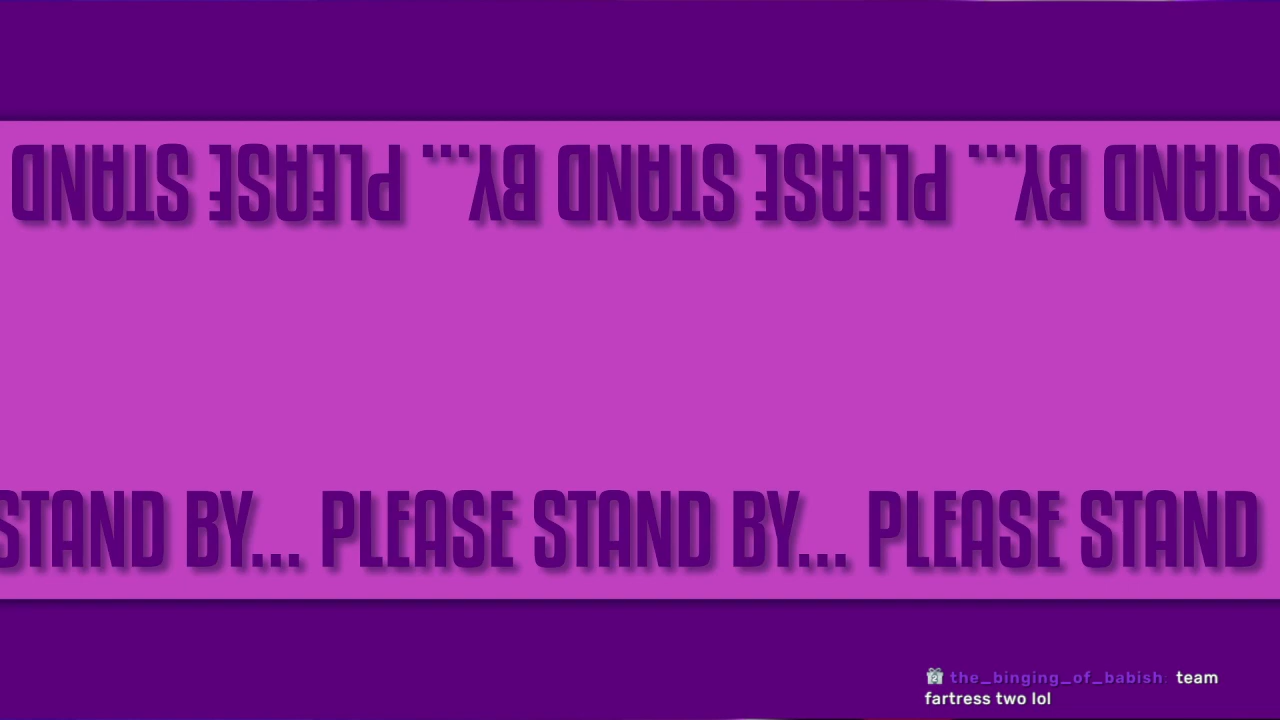 STAND BY... PLEASE STAND BY... PLEASE STAND
STAND BY... PLEASE STAND BY... PLEASE STAND
the_binging_of_babish: team
fartress two lol